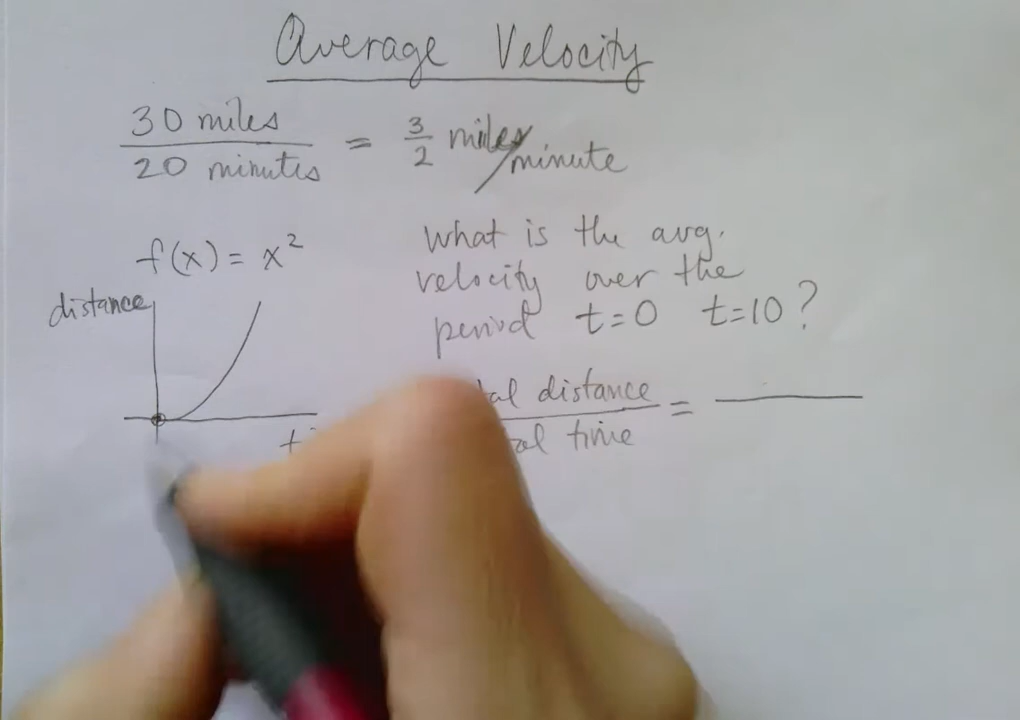 Average Velocity
30 miles
20 minutes
= 3/2 miles/minute
f(x) = x²
distance
What is the avg.
velocity over the
period t=0 t=10?
distance
time
=